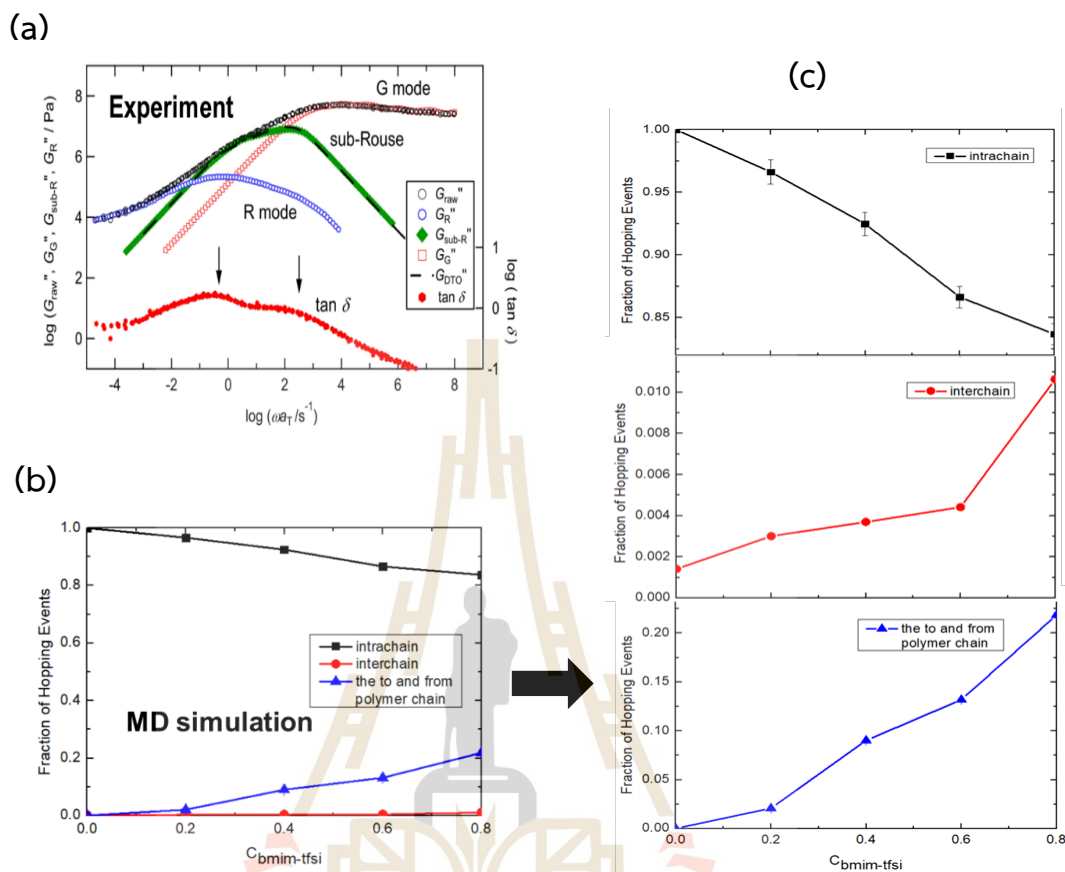 (a)
Experiment
G mode
sub-Rouse
R mode
G_raw"
G_R"
G_sub-R"
G_G"
·G_DTO"
tan δ
tan δ
log (G_raw", G_G", G_sub-R", G_R" / Pa)
8
6
4
2
0
1
0
-1
log ( tan δ )
-4
-2
0
2
4
6
8
log (ωa_T /s⁻¹)
(b)
Fraction of Hopping Events
1.0
0.8
0.6
0.4
0.2
0.0
intrachain
interchain
the to and from
polymer chain
MD simulation
0.0
0.2
0.4
0.6
0.8
C_bmim-tfsi
(c)
Fraction of Hopping Events
1.00
0.95
0.90
0.85
intrachain
Fraction of Hopping Events
0.010
0.008
0.006
0.004
0.002
0.000
interchain
Fraction of Hopping Events
0.20
0.15
0.10
0.05
0.00
the to and from
polymer chain
0.0
0.2
0.4
0.6
0.8
C_bmim-tfsi